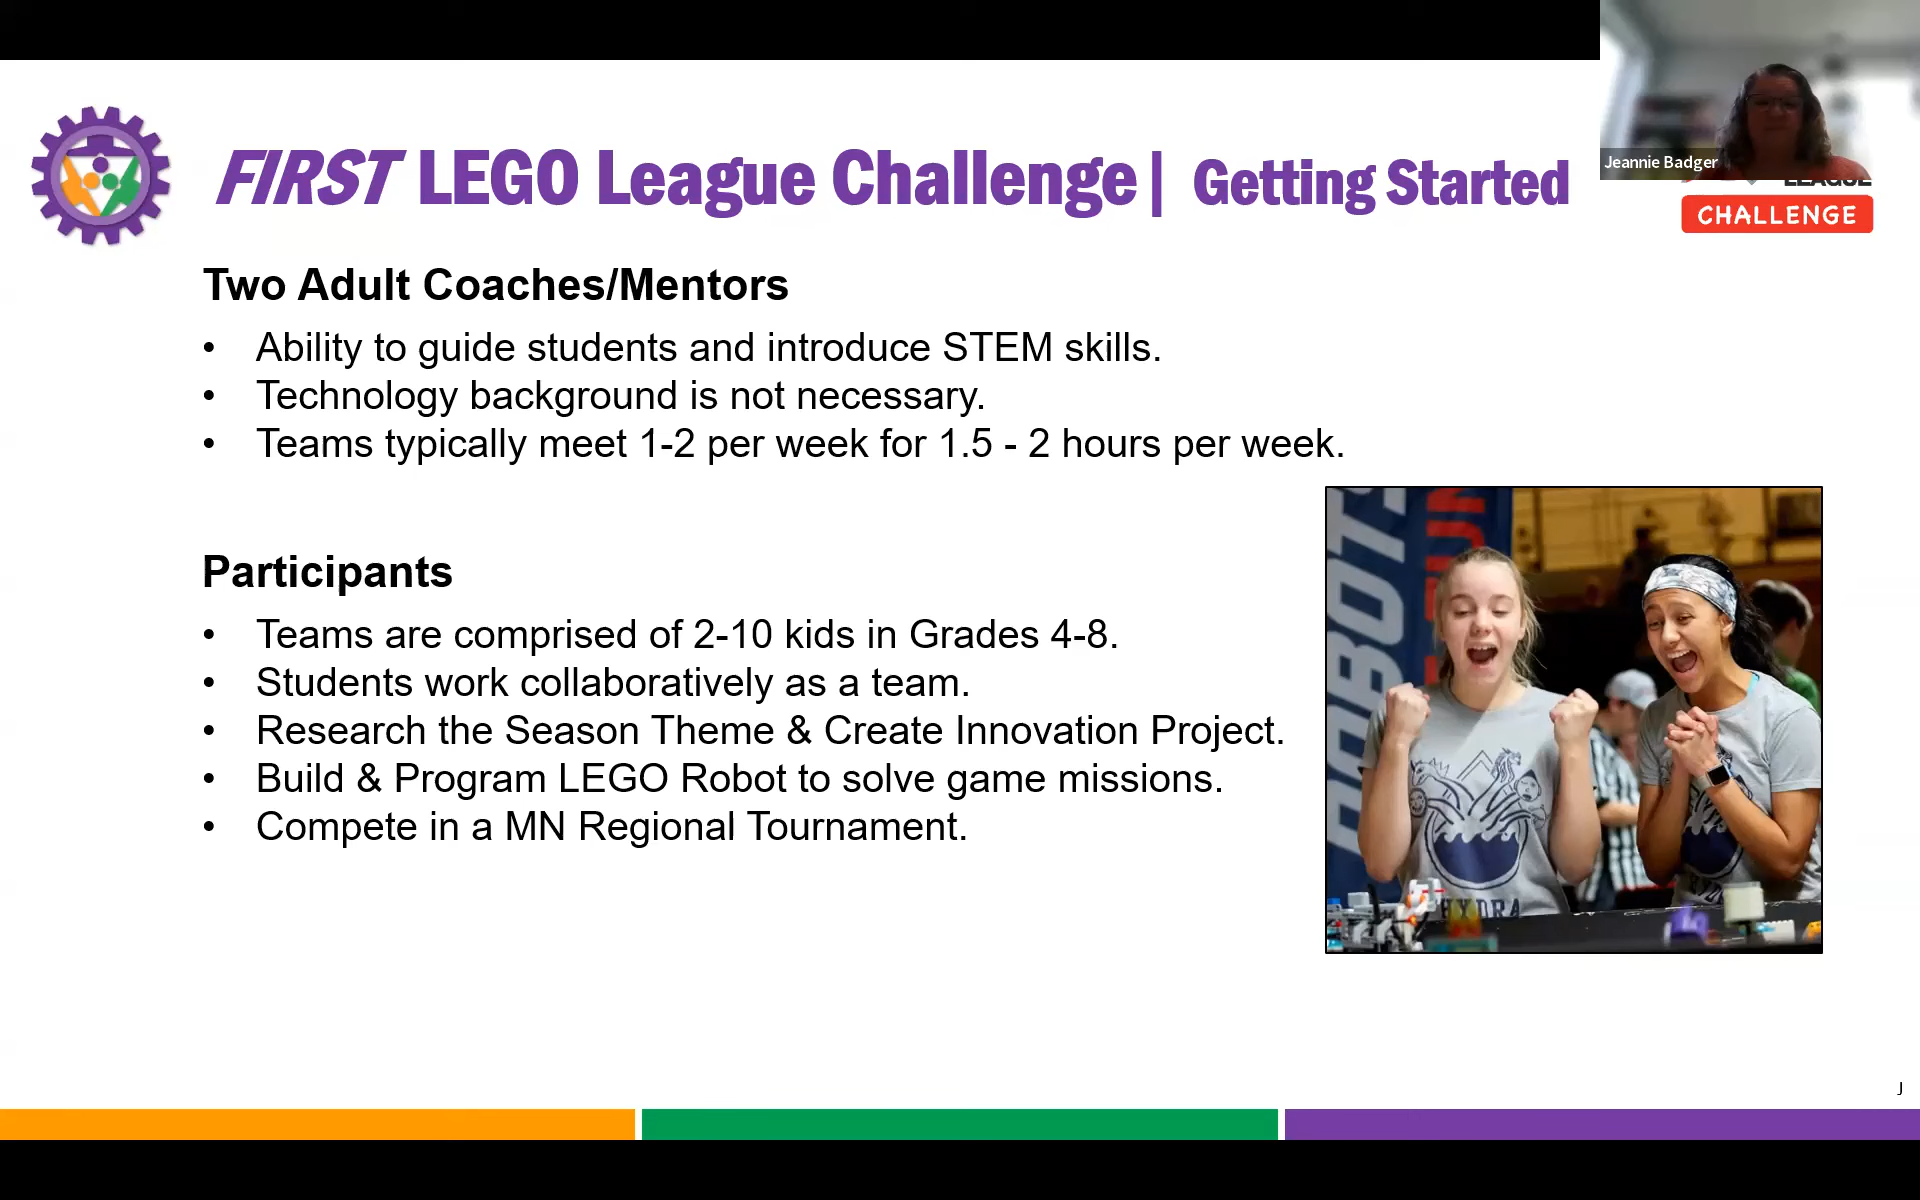 Jeannie Badger
FIRST LEGO League Challenge| Getting Started
CHALLENGE
Two Adult Coaches/Mentors
• Ability to guide students and introduce STEM skills.
• Technology background is not necessary.
• Teams typically meet 1-2 per week for 1.5 - 2 hours per week.
Participants
• Teams are comprised of 2-10 kids in Grades 4-8.
• Students work collaboratively as a team.
• Research the Season Theme & Create Innovation Project.
• Build & Program LEGO Robot to solve game missions.
• Compete in a MN Regional Tournament.
HYDRA
J